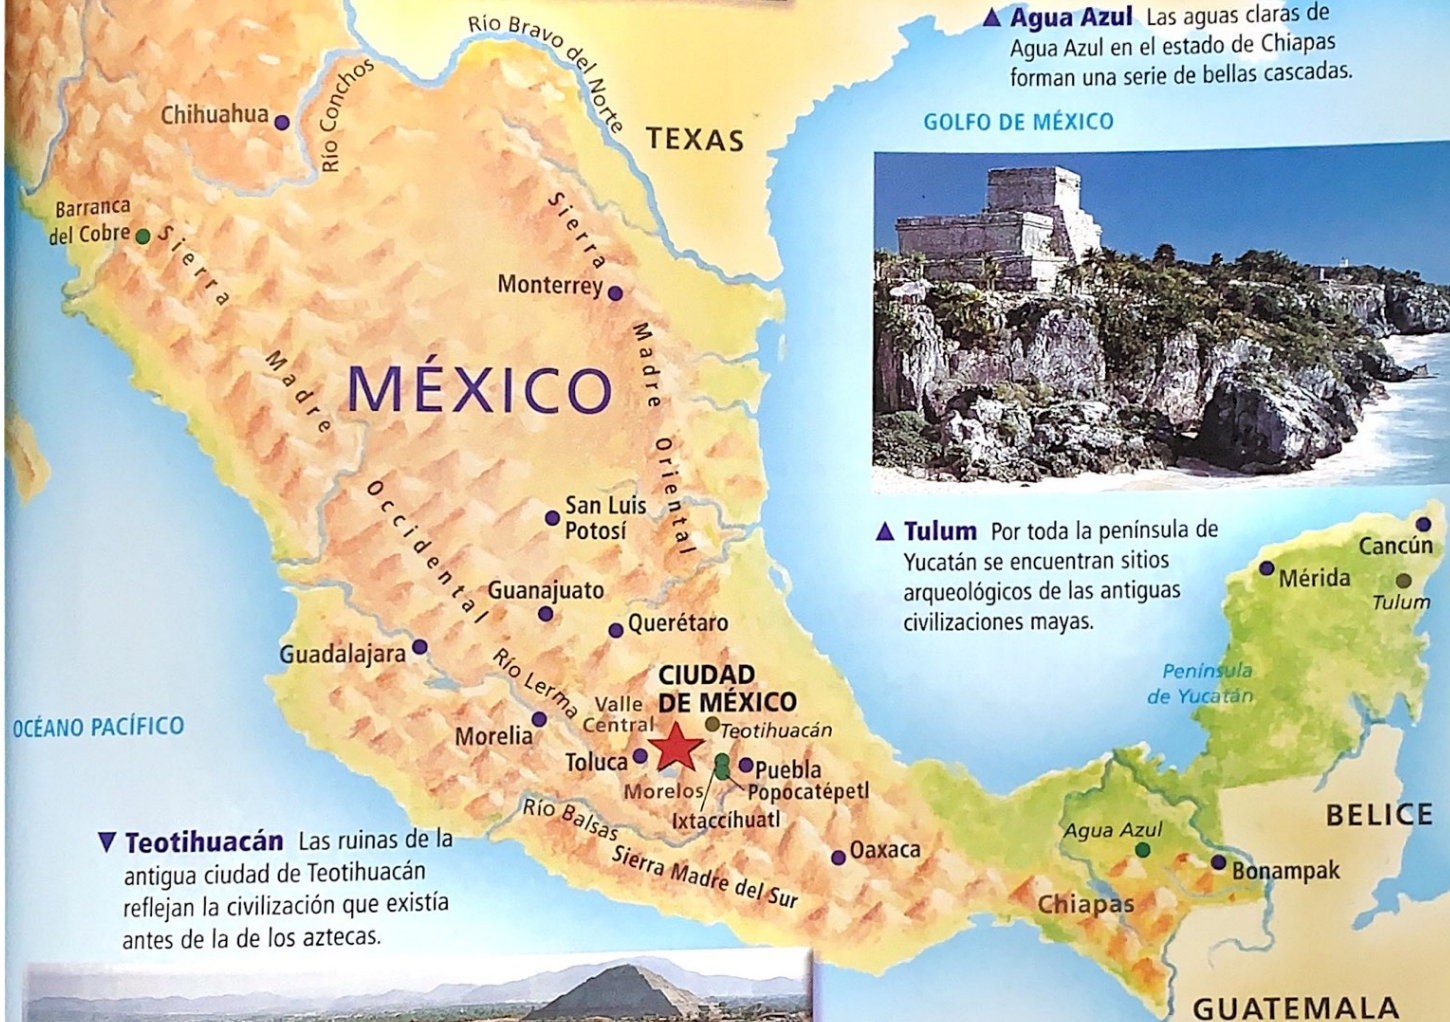 ▲ Agua Azul Las aguas claras de
Agua Azul en el estado de Chiapas
forman una serie de bellas cascadas.
Río Bravo del Norte
Río Conchos
Chihuahua
TEXAS
GOLFO DE MÉXICO
Barranca
del Cobre
Sierra Madre Occidental
Sierra Madre Oriental
Monterrey
MÉXICO
San Luis
Potosí
▲ Tulum Por toda la península de
Yucatán se encuentran sitios
arqueológicos de las antiguas
civilizaciones mayas.
Cancún
Mérida
Tulum
Guanajuato
Querétaro
Guadalajara
Río Lerma
CIUDAD
DE MÉXICO
Valle
Central
Teotihuacán
Península
de Yucatán
OCÉANO PACÍFICO
Morelia
Toluca
Puebla
Morelos
Popocatépetl
Ixtaccíhuatl
Río Balsas
Sierra Madre del Sur
Oaxaca
BELICE
Agua Azul
Bonampak
Chiapas
▼ Teotihuacán Las ruinas de la
antigua ciudad de Teotihuacán
reflejan la civilización que existía
antes de la de los aztecas.
GUATEMALA